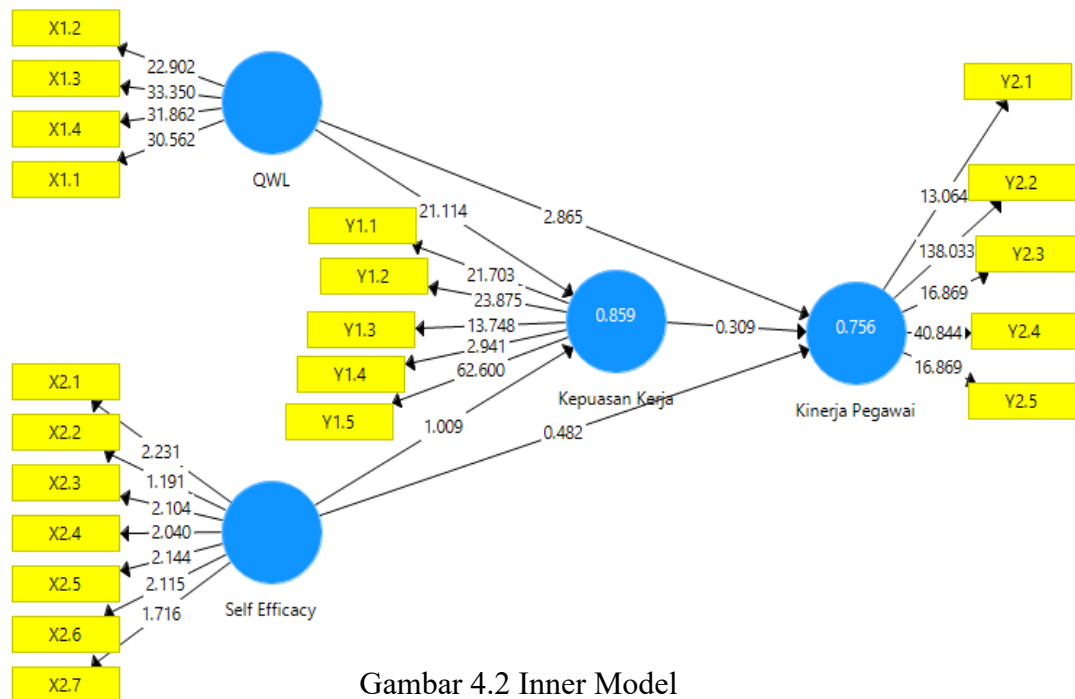 X1.2
X1.3
X1.4
X1.1
22.902
33.350
31.862
30.562
QWL
21.114
2.865
Y1.1
Y1.2
Y1.3
Y1.4
Y1.5
21.703
23.875
13.748
2.941
62.600
0.859
Kepuasan Kerja
0.309
0.756
Kinerja Pegawai
13.064
138.033
16.869
40.844
16.869
Y2.1
Y2.2
Y2.3
Y2.4
Y2.5
1.009
0.482
X2.1
X2.2
X2.3
X2.4
X2.5
X2.6
X2.7
2.231
1.191
2.104
2.040
2.144
2.115
1.716
Self Efficacy
Gambar 4.2 Inner Model